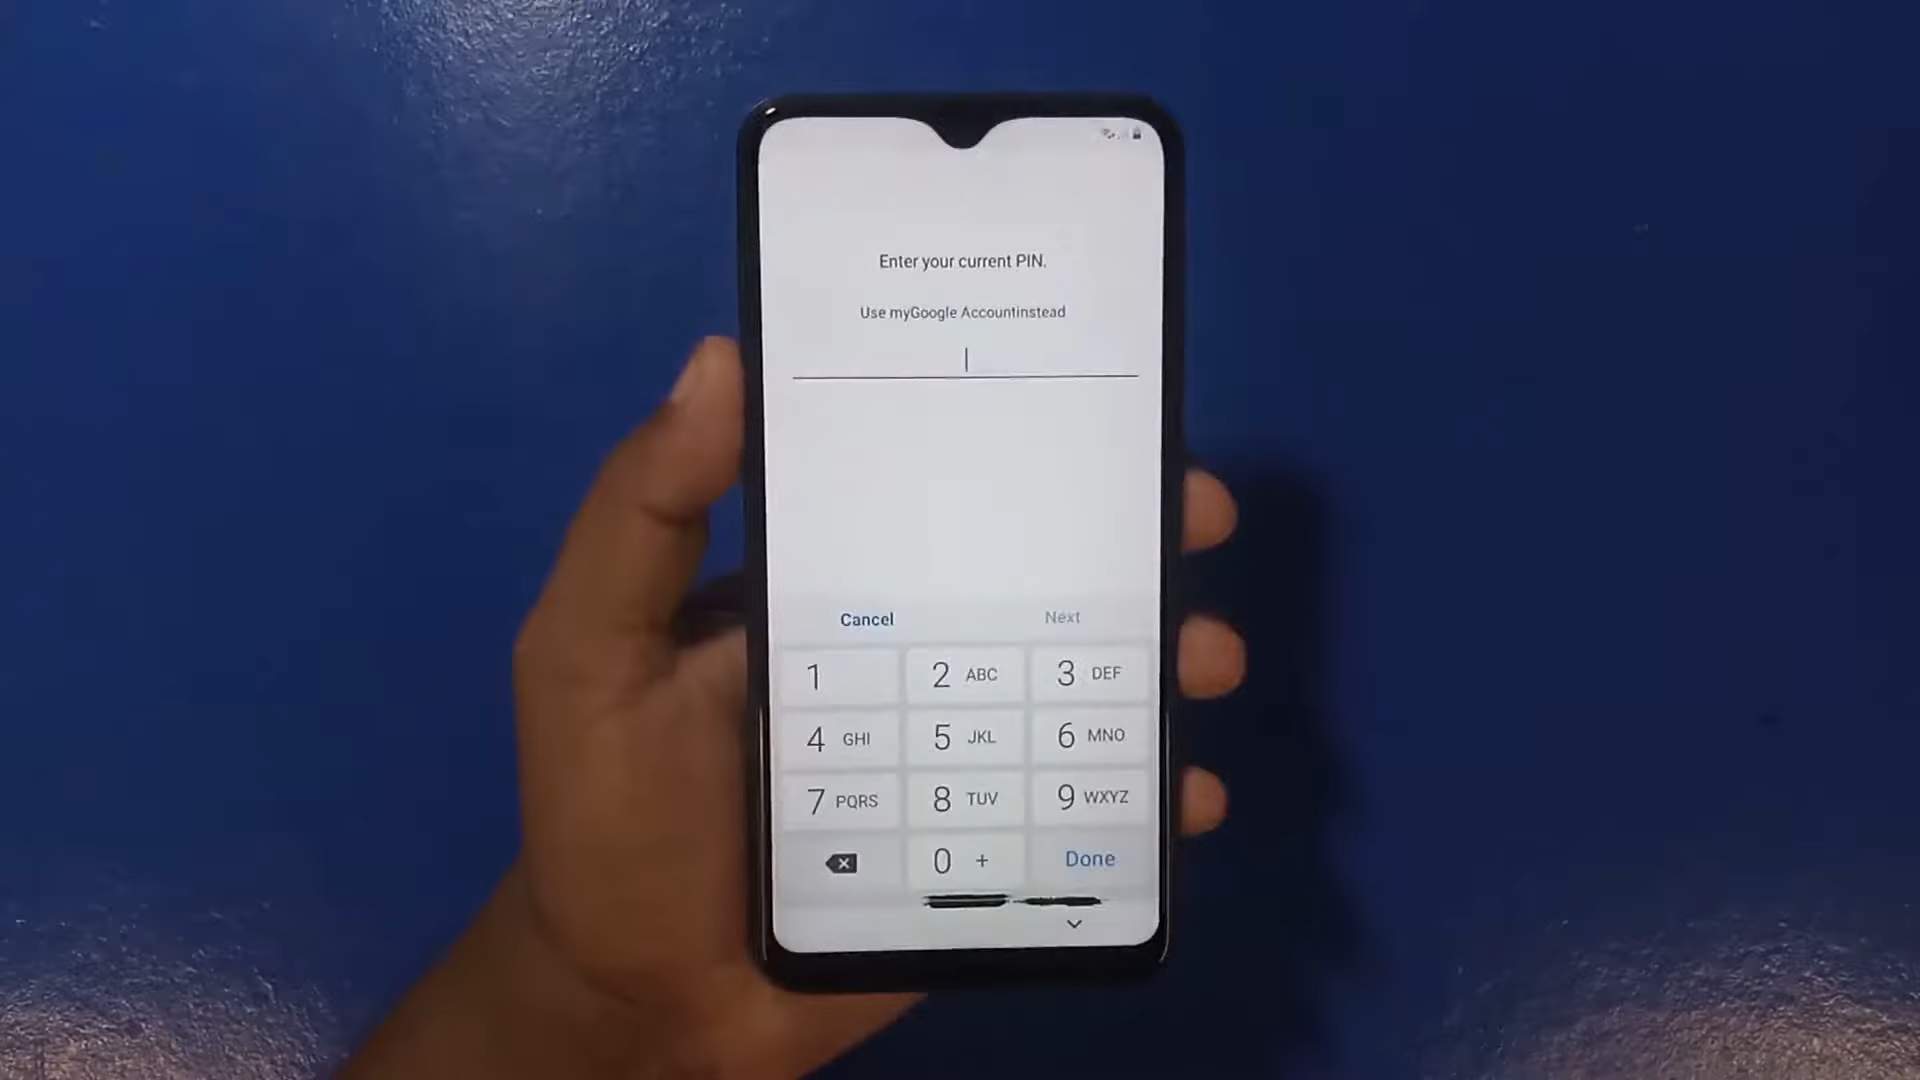 Enter your current PIN.
Use myGoogle Accountinstead
Cancel Next
1 2 ABC 3 DEF
4 GHI 5 JKL 6 MNO
7 PQRS 8 TUV 9 WXYZ
0 + Done